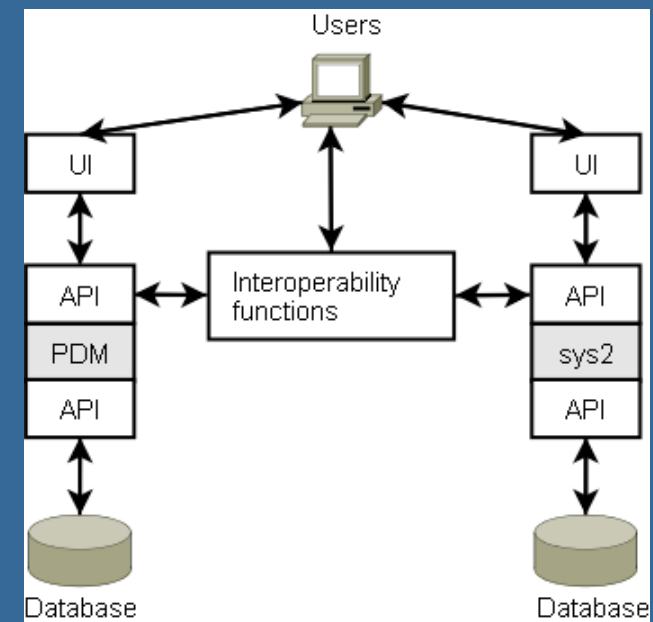 Users
UI
UI
API
Interoperability
functions
API
PDM
sys2
API
API
Database
Database